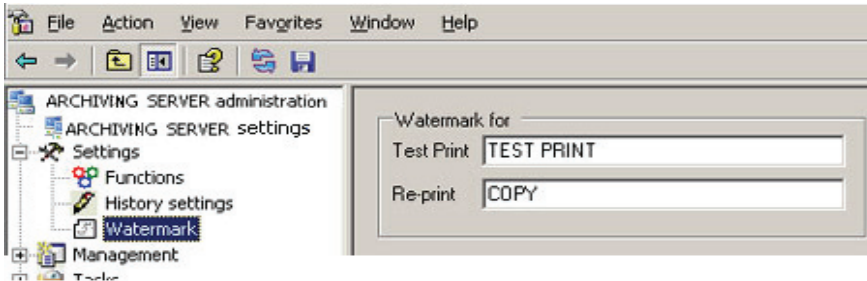 File Action View Favorites Window Help
ARCHIVING SERVER administration
ARCHIVING SERVER settings
Settings
Functions
History settings
Watermark
Management
Tasks
Watermark for
Test Print TEST PRINT
Re-print COPY